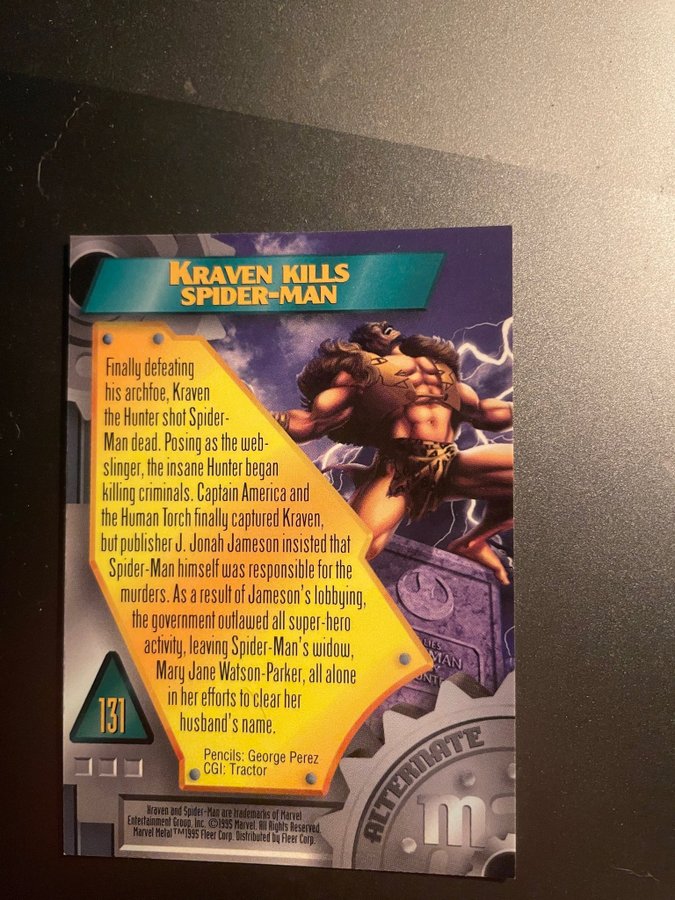 KRAVEN KILLS
SPIDER-MAN
Finally defeating
his archfoe, Kraven
the Hunter shot Spider-
Man dead. Posing as the web-
slinger, the insane Hunter began
killing criminals. Captain America and
the Human Torch finally captured Kraven,
but publisher J. Jonah Jameson insisted that
Spider-Man himself was responsible for the
murders. As a result of Jameson's lobbying,
the government outlawed all super-hero
activity, leaving Spider-Man's widow,
Mary Jane Watson-Parker, all alone
in her efforts to clear her
husband's name.
Pencils: George Perez
CGI: Tractor
131
Kraven and Spider-Man are trademarks of Marvel
Entertainment Group, Inc. ©1995 Marvel. All Rights Reserved
Marvel Metal™1995 Fleer Corp. Distributed by Fleer Corp.
ALTERNATE
m